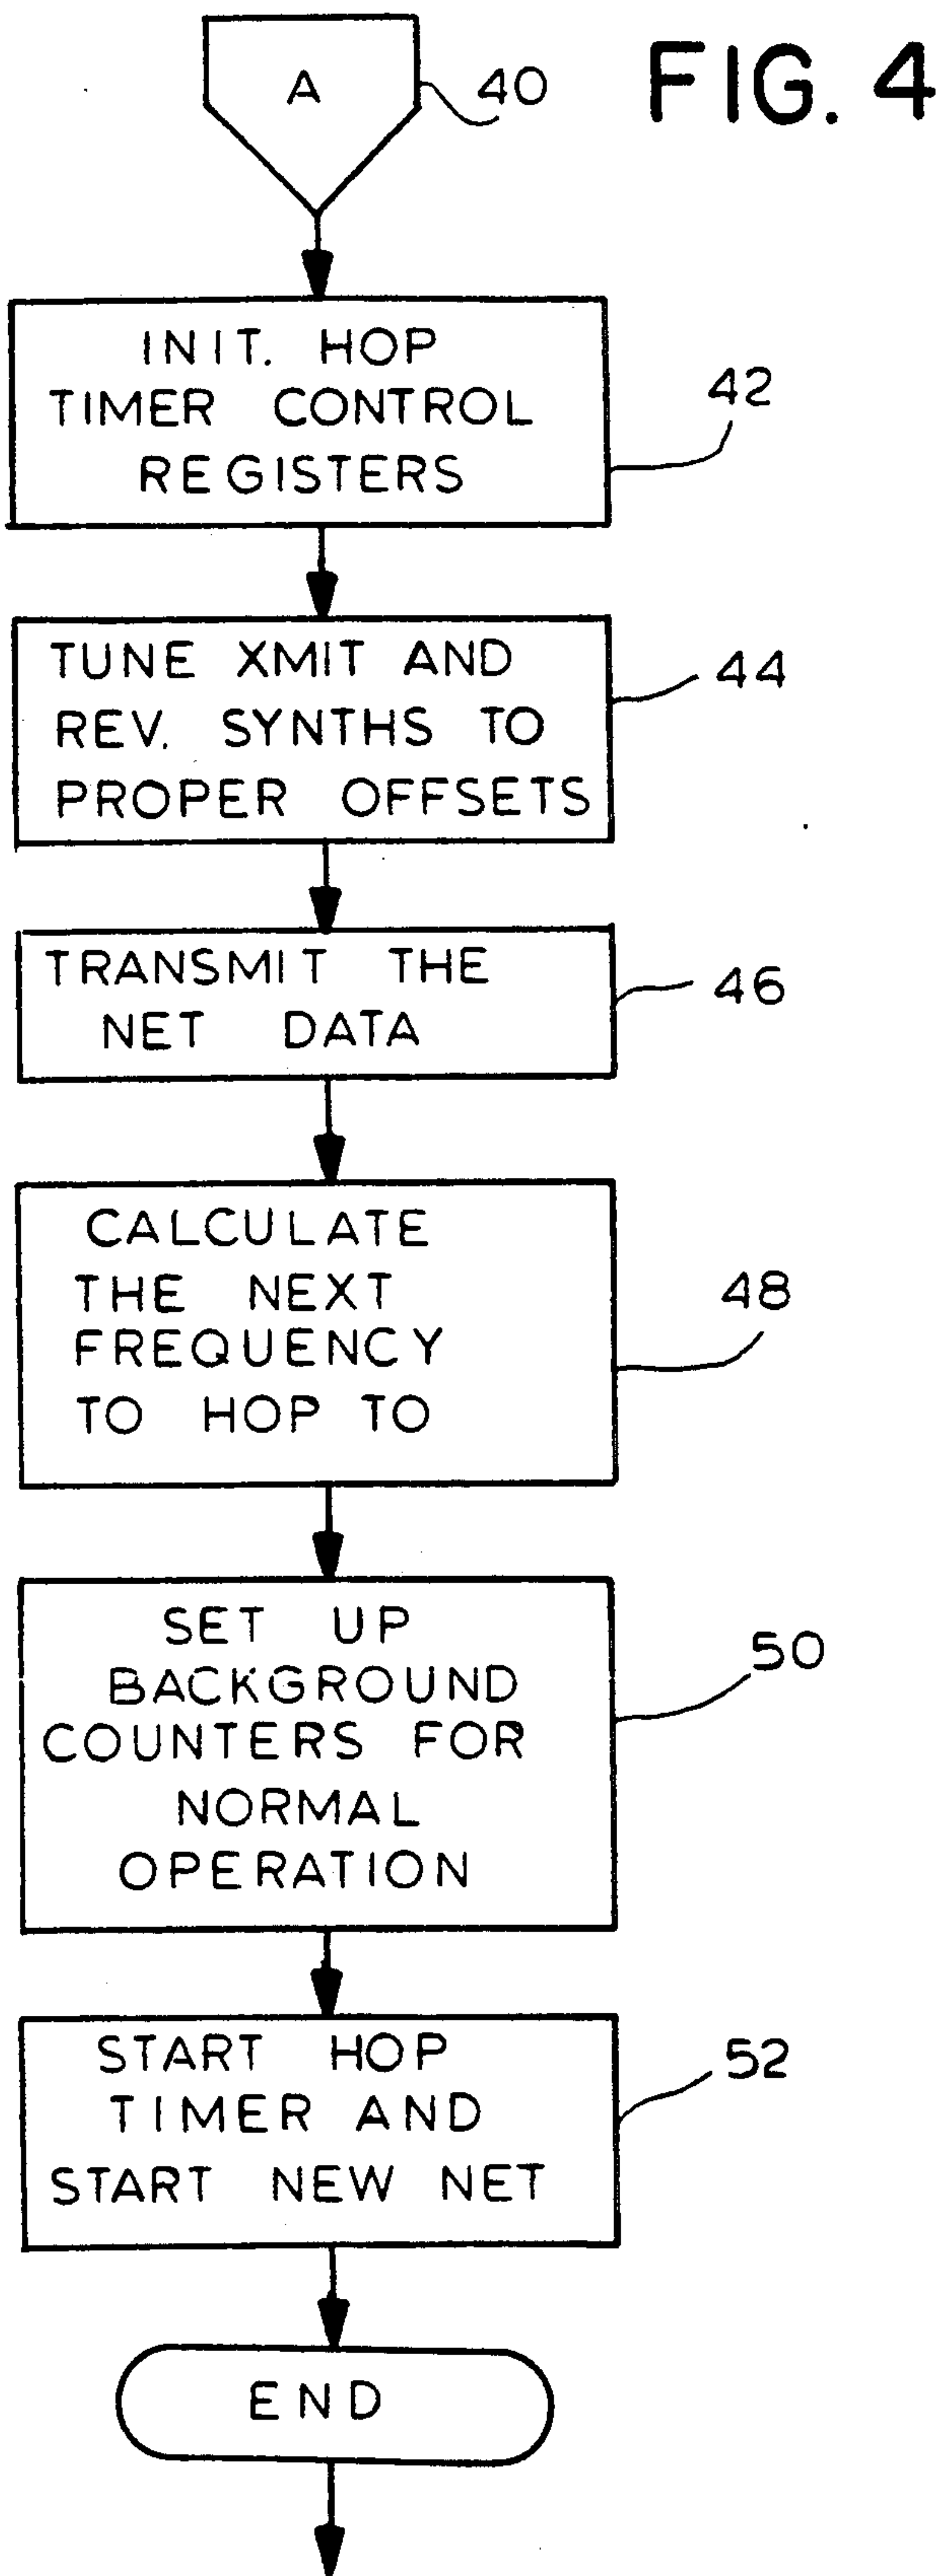 FIG. 4
A
40
INIT. HOP
TIMER CONTROL
REGISTERS
42
TUNE XMIT AND
REV. SYNTHS TO
PROPER OFFSETS
44
TRANSMIT THE
NET DATA
46
CALCULATE
THE NEXT
FREQUENCY
TO HOP TO
48
SET UP
BACKGROUND
COUNTERS FOR
NORMAL
OPERATION
50
START HOP
TIMER AND
START NEW NET
52
END